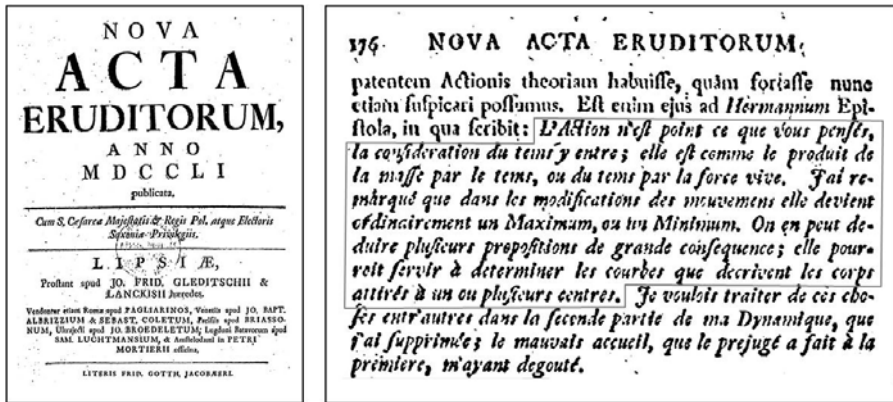 NOVA
ACTA
ERUDITORUM,
ANNO
MDCCLI
publicata.
Cum S. Cæsareæ Majestatis & Regis Pol. atque Electoris
Saxoniæ Privilegiis.
LIPSIÆ,
Prostant apud JO. FRID. GLEDITSCHII &
LANCKISII hæredes.
Venduntur etiam Romæ apud PAGLIARINOS, Venetiis apud JO. BAPT.
ALBRIZZIUM & SEBAST. COLETUM, Parisiis apud BRIASSO-
NUM, Ultrajecti apud JO. BROEDELETUM; Lugduni Batavorum apud
SAM. LUCHTMANSIUM, & Amstelodami in PETRI
MORTIERII officina,
LITERIS FRID. GOTTH. JACOBÆERI.
176 NOVA ACTA ERUDITORUM,
patentem Actionis theoriam habuisse, quàm fortasse nunc
etiam suspicari possumus. Est enim ejus ad Hermannum Epi-
stola, in qua scribit: L'Action n'est point ce que vous pensés,
la consideration du tems y entre; elle est comme le produit de
la masse par le tems, ou du tems par la force vive. J'ai re-
marqué que dans les modifications des mouvemens elle devient
ordinairement un Maximum, ou un Minimum. On en peut de-
duire plusieurs propositions de grande consequence; elle pour-
roit servir à determiner les courbes que decrivent les corps
attirés à un ou plusieurs centres. Je voulois traiter de ces cho-
ses entr'autres dans la seconde partie de ma Dynamique, que
j'ai supprimée; le mauvais accueil, que le prejugé a fait à la
premiere, m'ayant degouté.